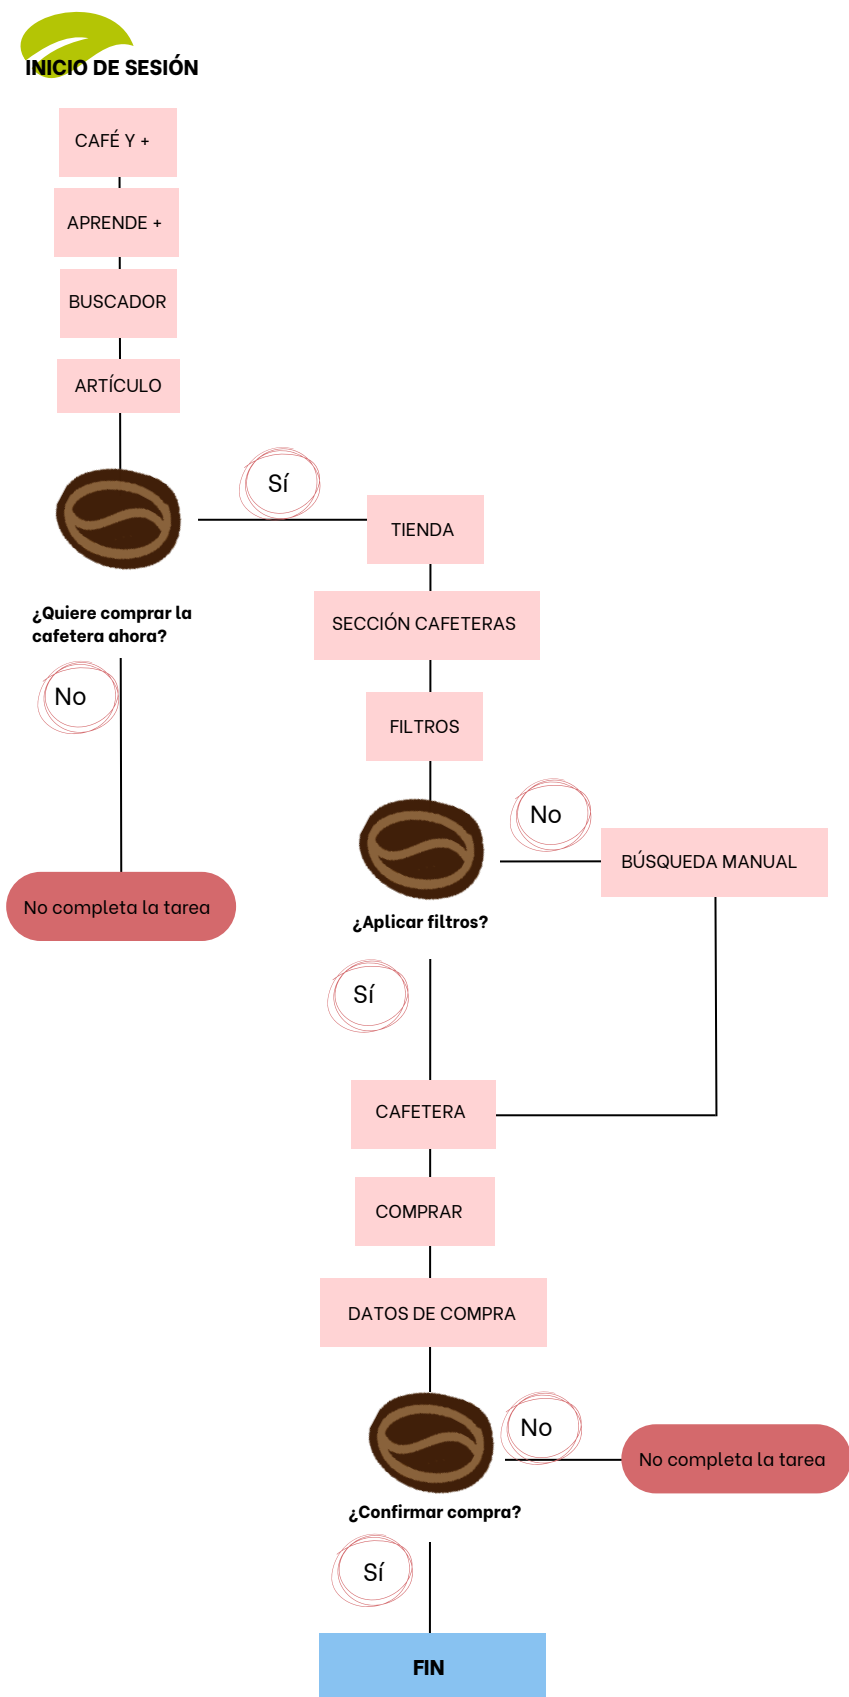 INICIO DE SESIÓN
CAFÉ Y +
APRENDE +
BUSCADOR
ARTÍCULO
Sí
TIENDA
¿Quiere comprar la
cafetera ahora?
SECCIÓN CAFETERAS
No
FILTROS
No
BÚSQUEDA MANUAL
No completa la tarea
¿Aplicar filtros?
Sí
CAFETERA
COMPRAR
DATOS DE COMPRA
No
No completa la tarea
¿Confirmar compra?
Sí
FIN